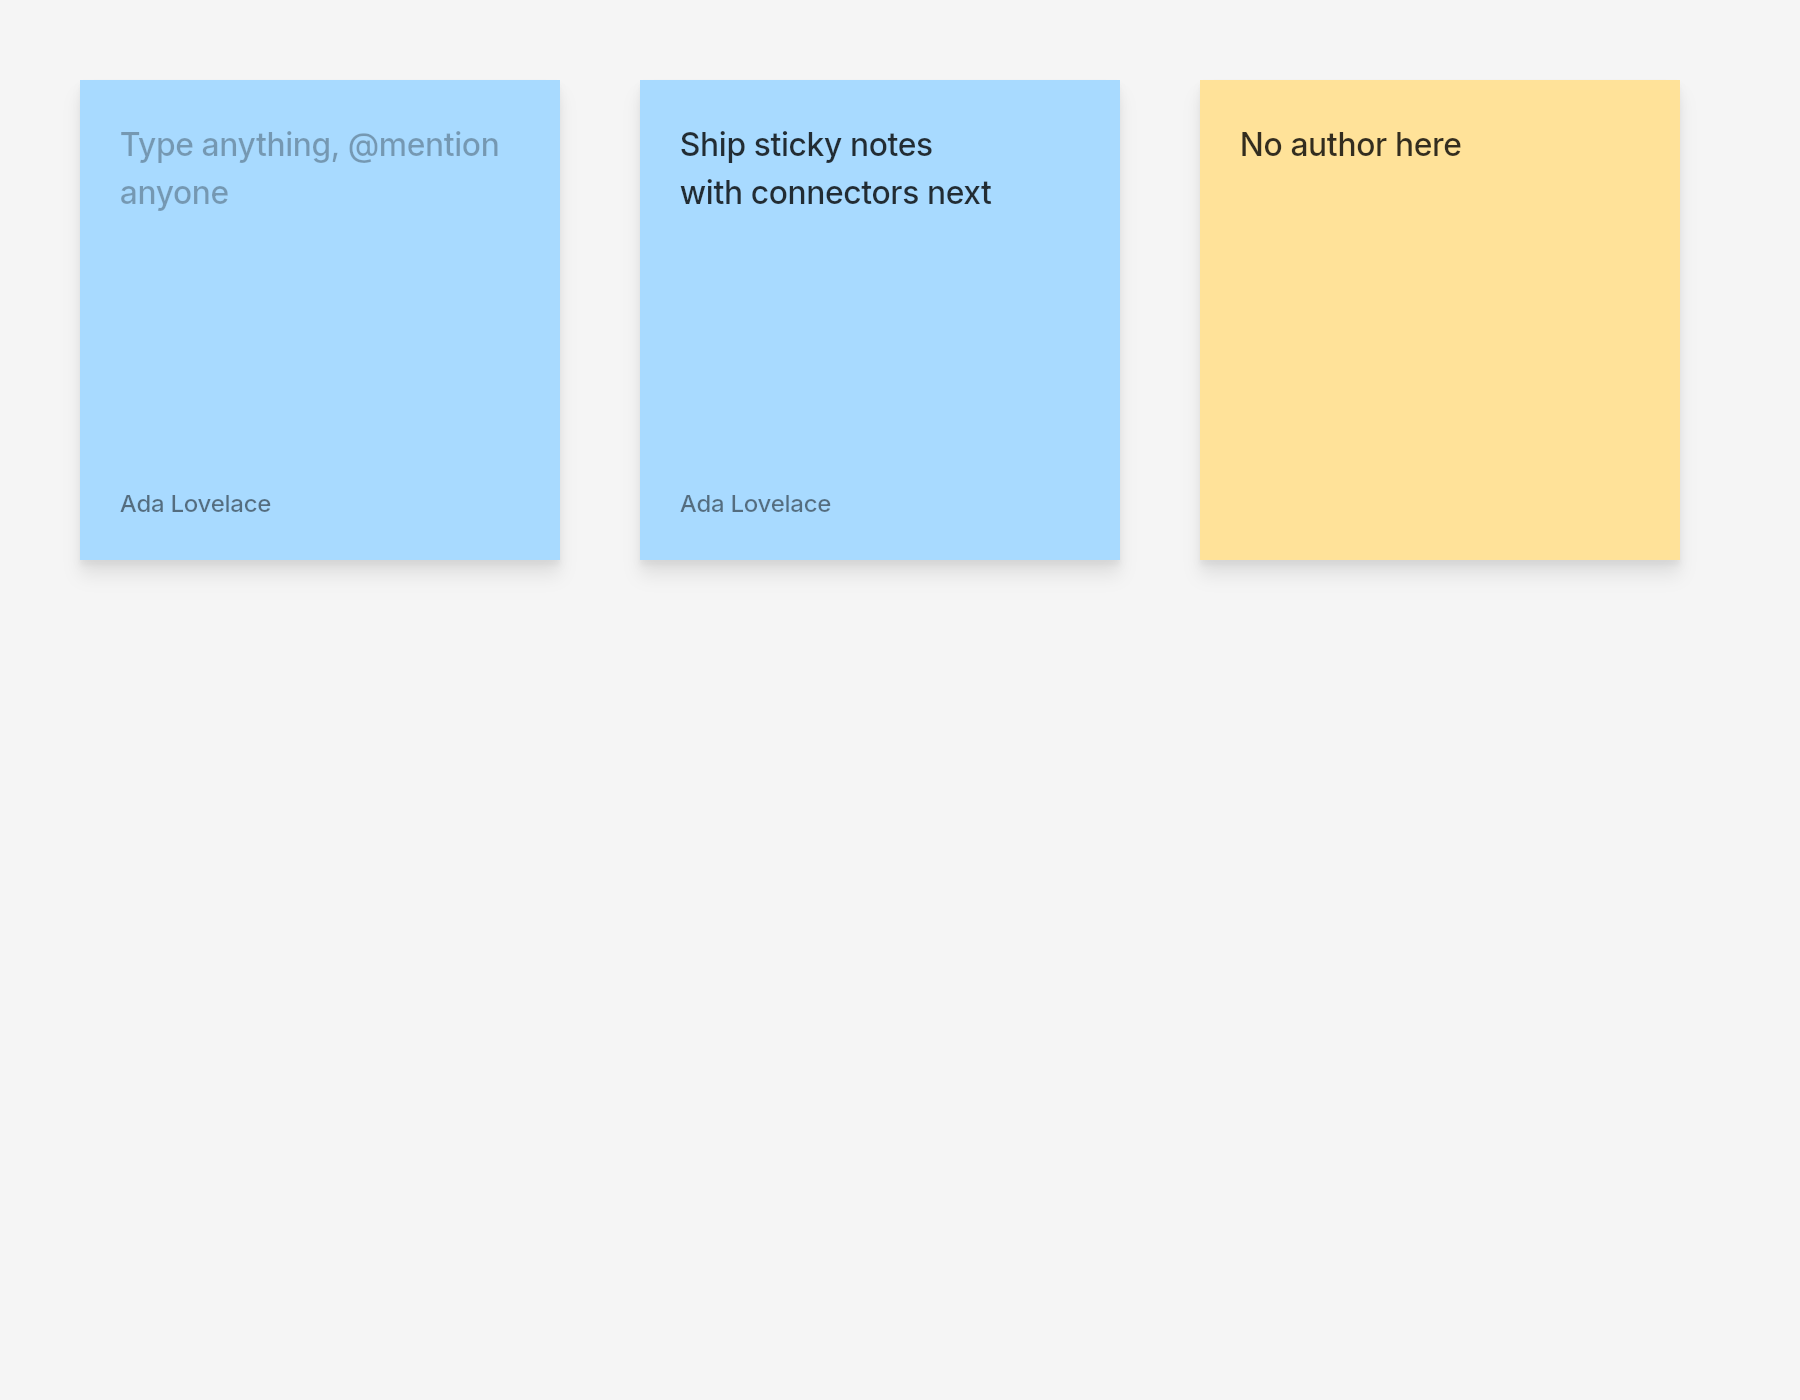 Type anything, @mention
anyone
Ada Lovelace
Ship sticky notes
with connectors next
Ada Lovelace
No author here